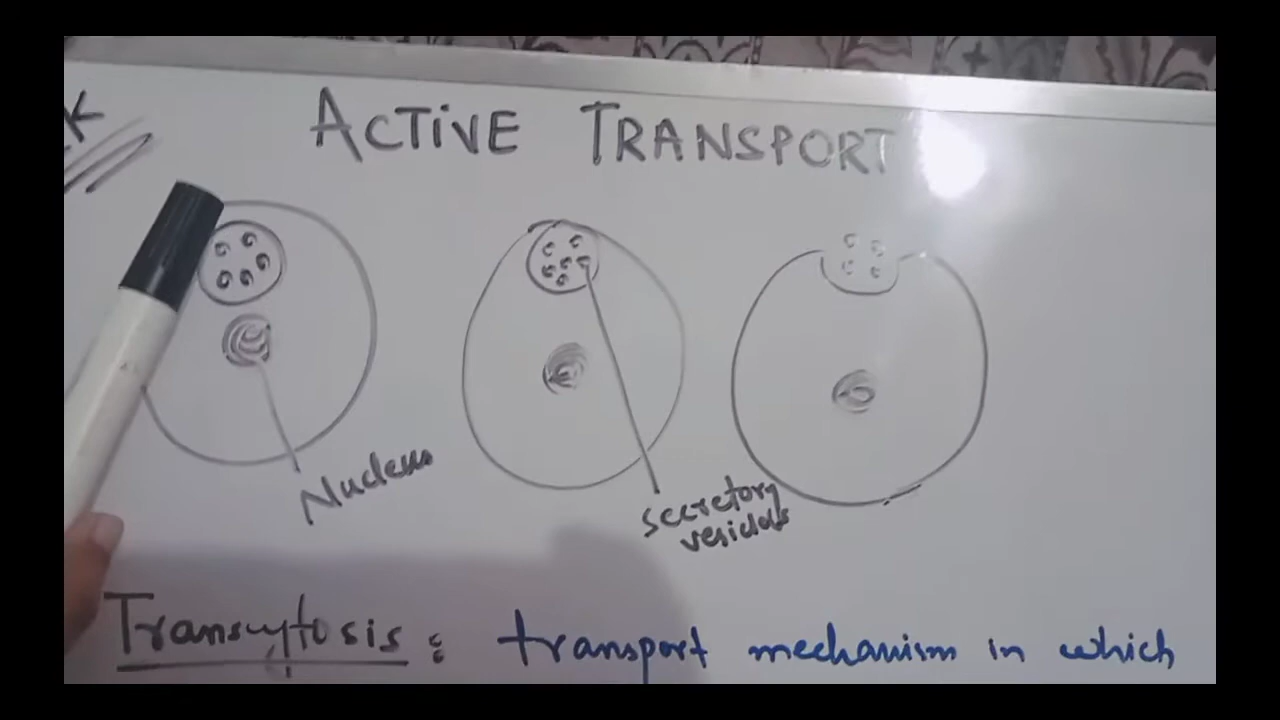 ACTIVE TRANSPORT
Nucleus
Secretory
vesicles
Transcytosis : transport mechanism in which